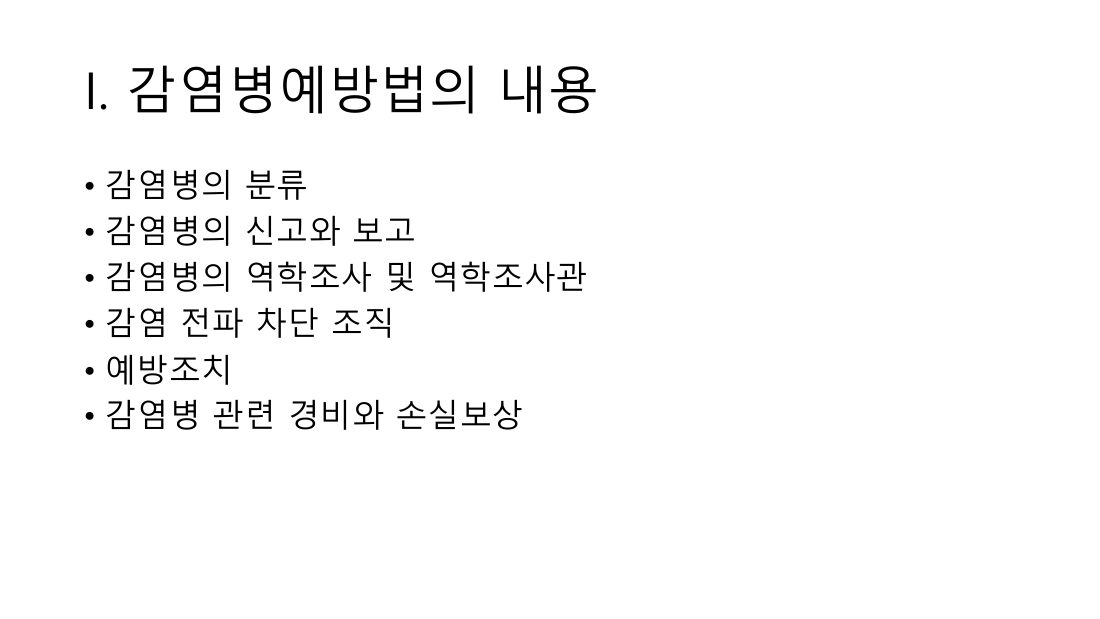 I. 감염병예방법의 내용
• 감염병의 분류
• 감염병의 신고와 보고
• 감염병의 역학조사 및 역학조사관
• 감염 전파 차단 조직
• 예방조치
• 감염병 관련 경비와 손실보상